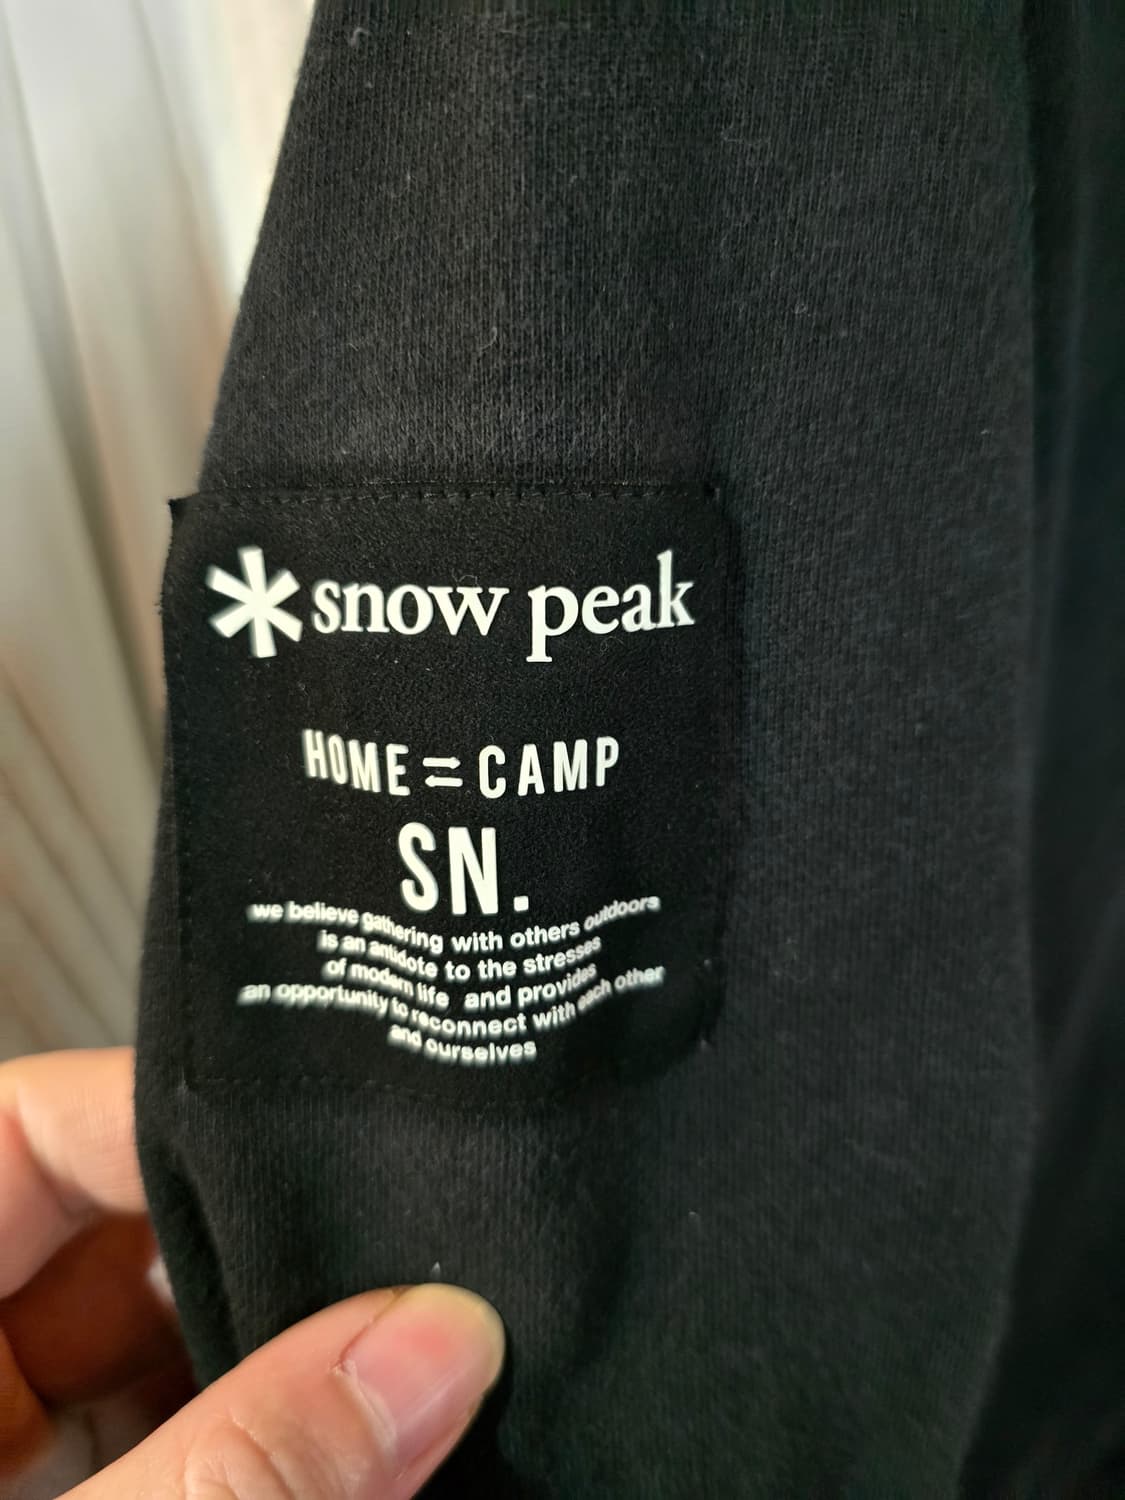 snow peak
HOME ⇌ CAMP
SN.
we believe gathering with others outdoors
is an antidote to the stresses
of modern life and provides
an opportunity to reconnect with each other
and ourselves